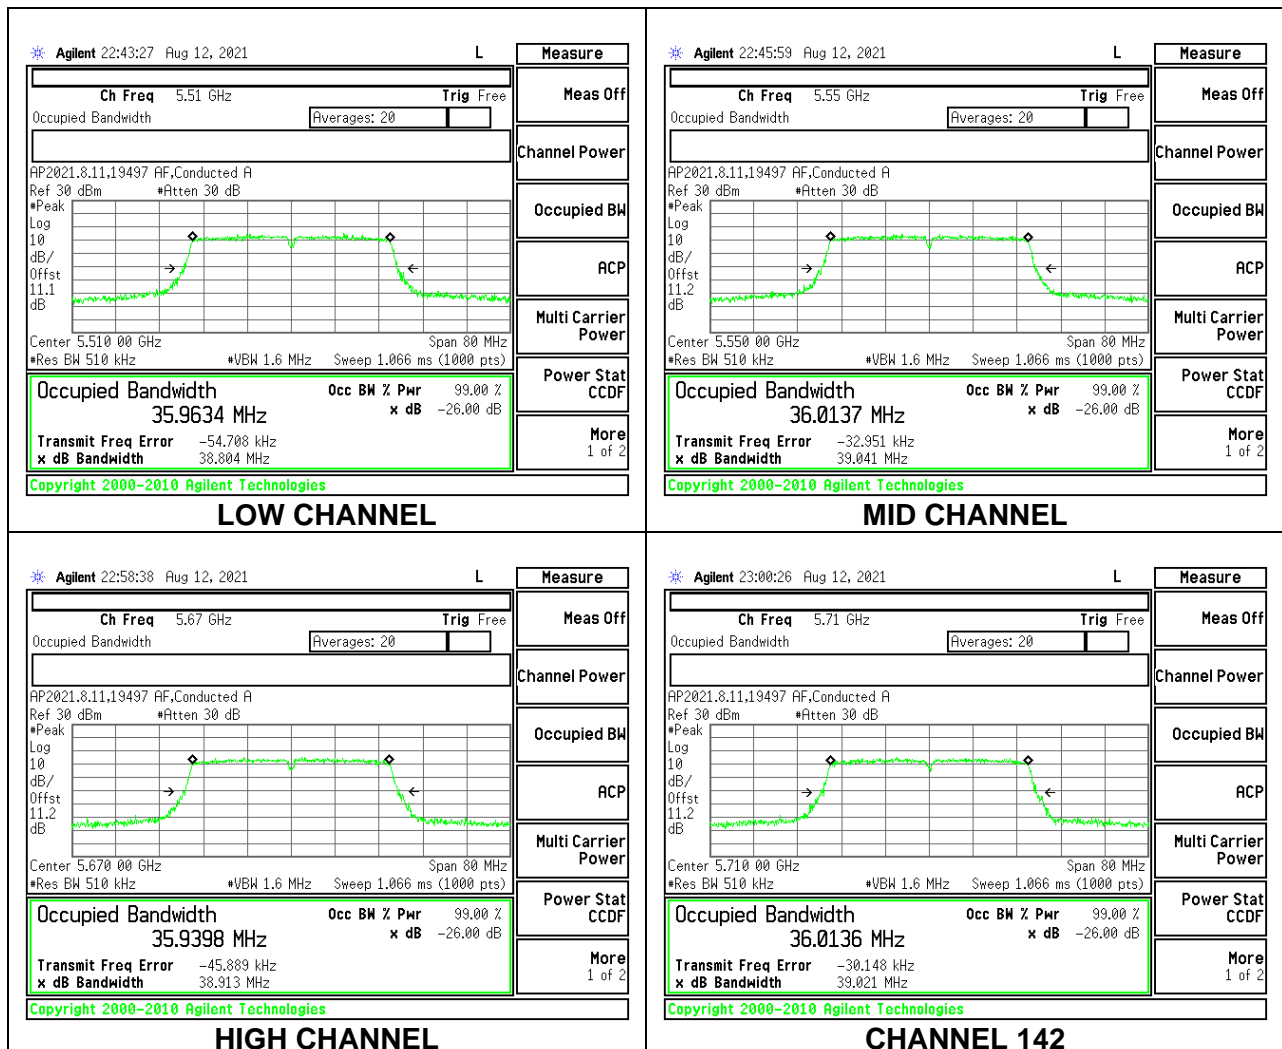 Agilent 22:43:27 Aug 12, 2021 L Measure
Ch Freq 5.51 GHz Trig Free Meas Off
Occupied Bandwidth Averages: 20
Channel Power
AP2021.8.11,19497 AF,Conducted A
Ref 30 dBm #Atten 30 dB
#Peak Occupied BW
Log
10
dB/ ACP
Offst
11.1
dB
Multi Carrier
Power
Center 5.510 00 GHz Span 80 MHz
#Res BW 510 kHz #VBW 1.6 MHz Sweep 1.066 ms (1000 pts)
Power Stat
CCDF
Occupied Bandwidth Occ BW % Pwr 99.00 %
35.9634 MHz x dB -26.00 dB
More
1 of 2
Transmit Freq Error -54.708 kHz
x dB Bandwidth 38.804 MHz
Copyright 2000-2010 Agilent Technologies
LOW CHANNEL
Agilent 22:45:59 Aug 12, 2021 L Measure
Ch Freq 5.55 GHz Trig Free Meas Off
Occupied Bandwidth Averages: 20
Channel Power
AP2021.8.11,19497 AF,Conducted A
Ref 30 dBm #Atten 30 dB
#Peak Occupied BW
Log
10
dB/ ACP
Offst
11.2
dB
Multi Carrier
Power
Center 5.550 00 GHz Span 80 MHz
#Res BW 510 kHz #VBW 1.6 MHz Sweep 1.066 ms (1000 pts)
Power Stat
CCDF
Occupied Bandwidth Occ BW % Pwr 99.00 %
36.0137 MHz x dB -26.00 dB
More
1 of 2
Transmit Freq Error -32.951 kHz
x dB Bandwidth 39.041 MHz
Copyright 2000-2010 Agilent Technologies
MID CHANNEL
Agilent 22:58:38 Aug 12, 2021 L Measure
Ch Freq 5.67 GHz Trig Free Meas Off
Occupied Bandwidth Averages: 20
Channel Power
AP2021.8.11,19497 AF,Conducted A
Ref 30 dBm #Atten 30 dB
#Peak Occupied BW
Log
10
dB/ ACP
Offst
11.2
dB
Multi Carrier
Power
Center 5.670 00 GHz Span 80 MHz
#Res BW 510 kHz #VBW 1.6 MHz Sweep 1.066 ms (1000 pts)
Power Stat
CCDF
Occupied Bandwidth Occ BW % Pwr 99.00 %
35.9398 MHz x dB -26.00 dB
More
1 of 2
Transmit Freq Error -45.889 kHz
x dB Bandwidth 38.913 MHz
Copyright 2000-2010 Agilent Technologies
HIGH CHANNEL
Agilent 23:00:26 Aug 12, 2021 L Measure
Ch Freq 5.71 GHz Trig Free Meas Off
Occupied Bandwidth Averages: 20
Channel Power
AP2021.8.11,19497 AF,Conducted A
Ref 30 dBm #Atten 30 dB
#Peak Occupied BW
Log
10
dB/ ACP
Offst
11.2
dB
Multi Carrier
Power
Center 5.710 00 GHz Span 80 MHz
#Res BW 510 kHz #VBW 1.6 MHz Sweep 1.066 ms (1000 pts)
Power Stat
CCDF
Occupied Bandwidth Occ BW % Pwr 99.00 %
36.0136 MHz x dB -26.00 dB
More
1 of 2
Transmit Freq Error -30.148 kHz
x dB Bandwidth 39.021 MHz
Copyright 2000-2010 Agilent Technologies
CHANNEL 142